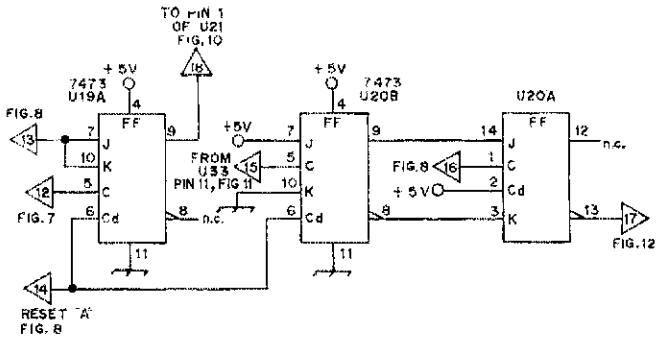 TO PIN 1
OF U21
FIG.10
18
+5V
7473
U19A
4
FF
FIG.8
13
7
J
9
10
K
12
5
C
FIG.7
6
Cd
8
n.c.
11
14
RESET "A"
FIG. 8
+5V
7473
U20B
4
FF
+5V
7
J
9
FROM
U33
PIN 11, FIG 11
15
5
C
10
K
6
Cd
8
11
U20A
FF
14
J
12
n.c.
FIG.8
16
1
C
+5V
2
Cd
3
K
13
17
FIG.12